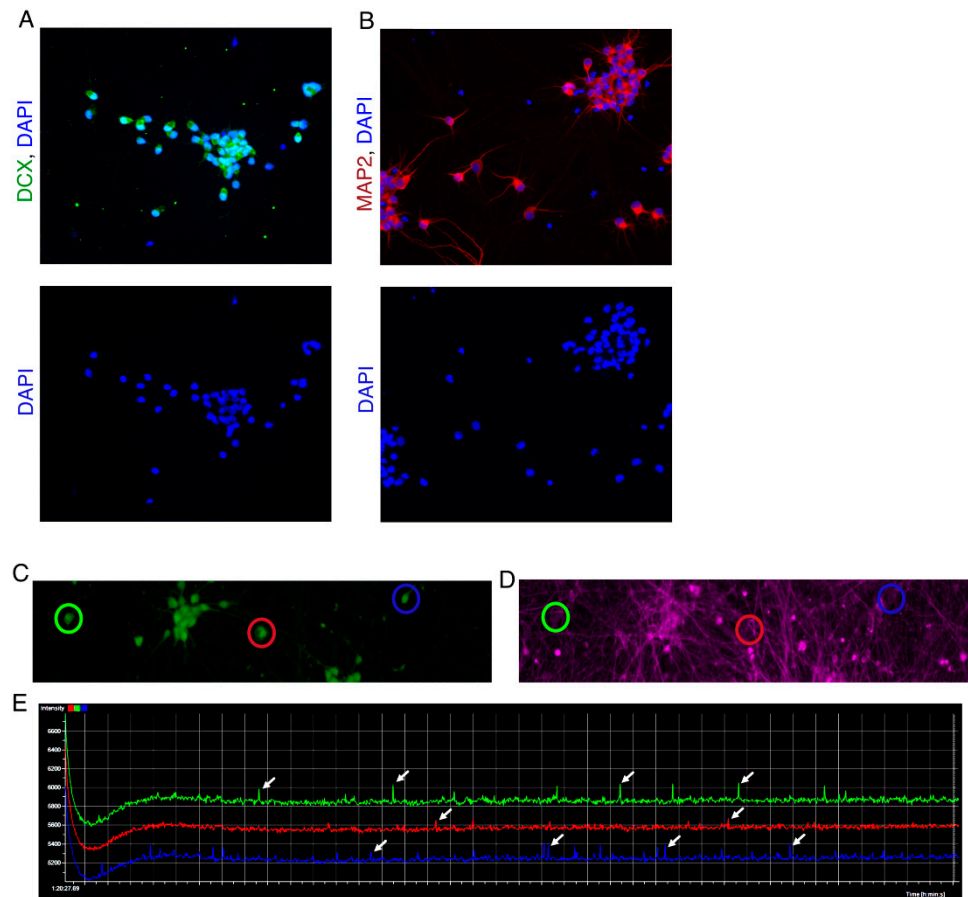 A
B
DCX, DAPI
MAP2, DAPI
DAPI
DAPI
C
D
E
Intensity
6600
6400
6200
6000
5800
5600
5400
5200
1:20:27.69
Time [h:min:s]